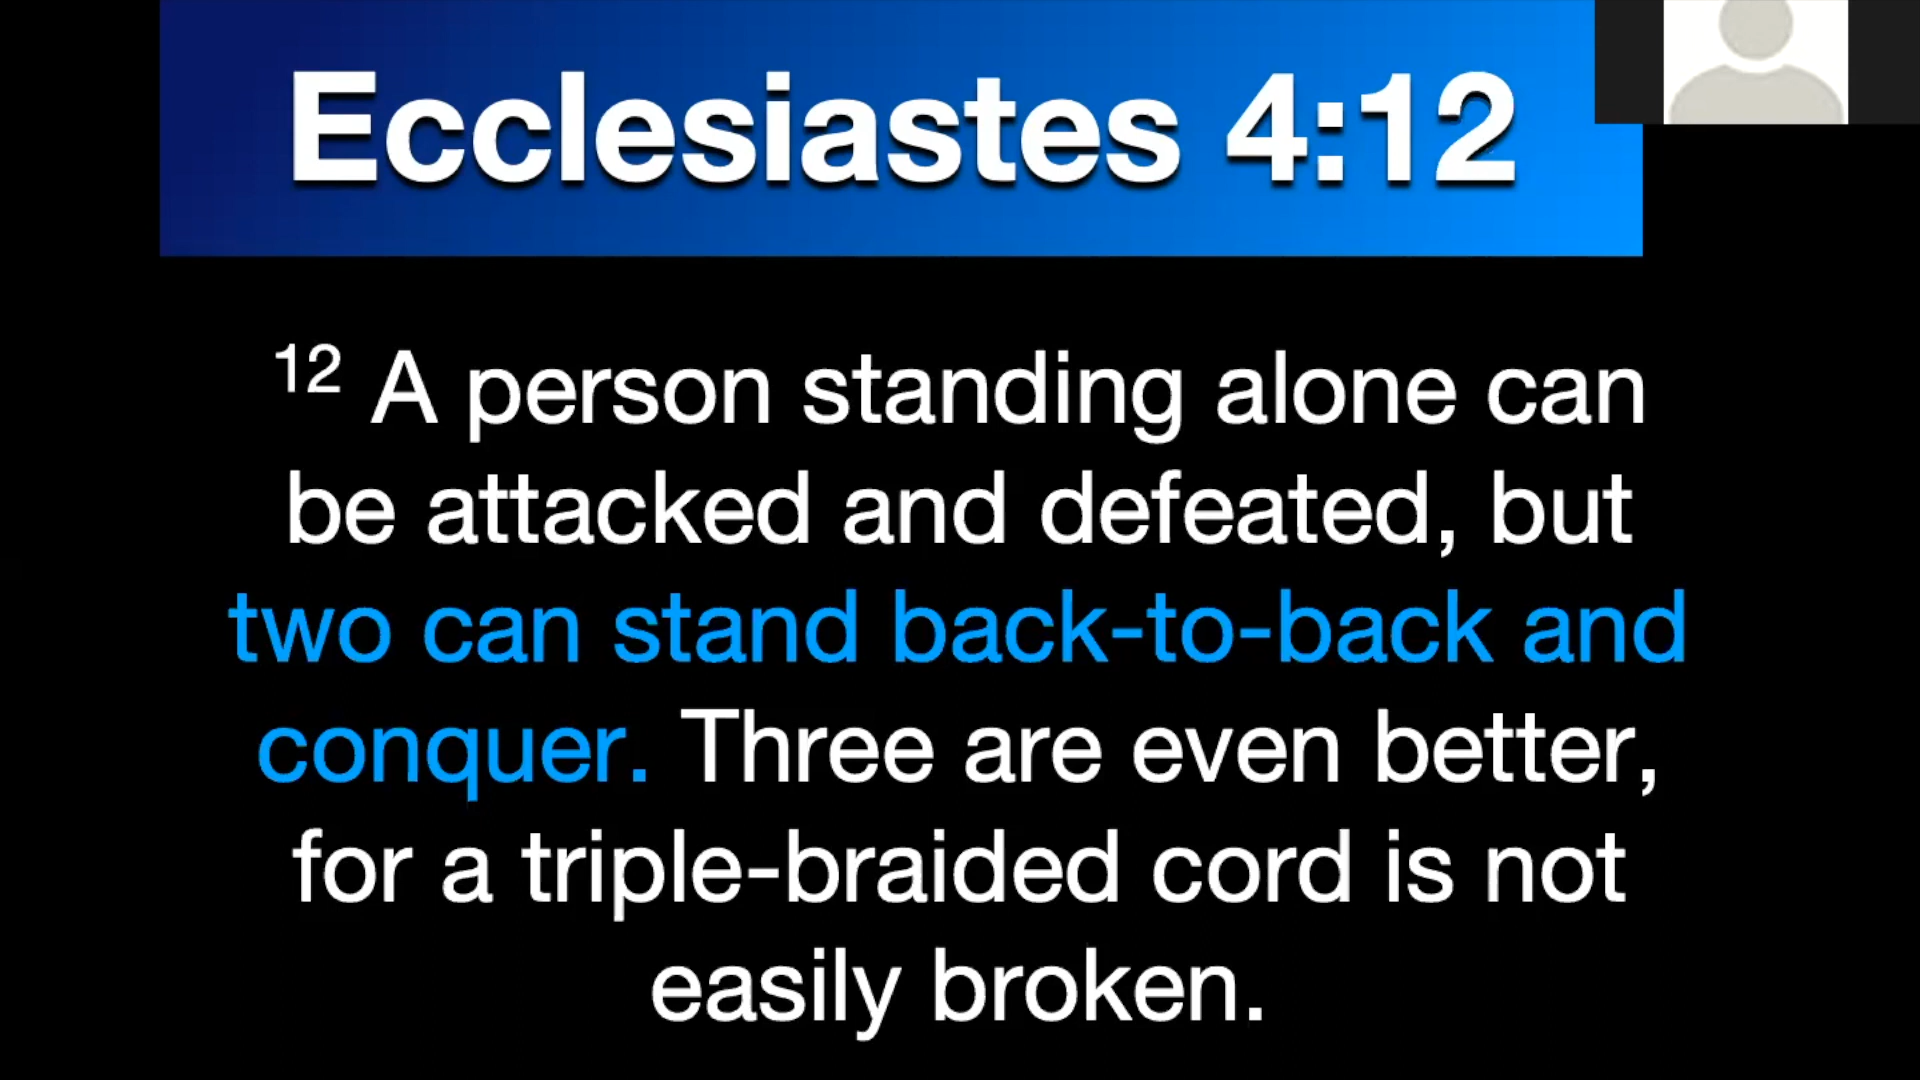 Ecclesiastes 4:12
12 A person standing alone can
be attacked and defeated, but
two can stand back-to-back and
conquer. Three are even better,
for a triple-braided cord is not
easily broken.